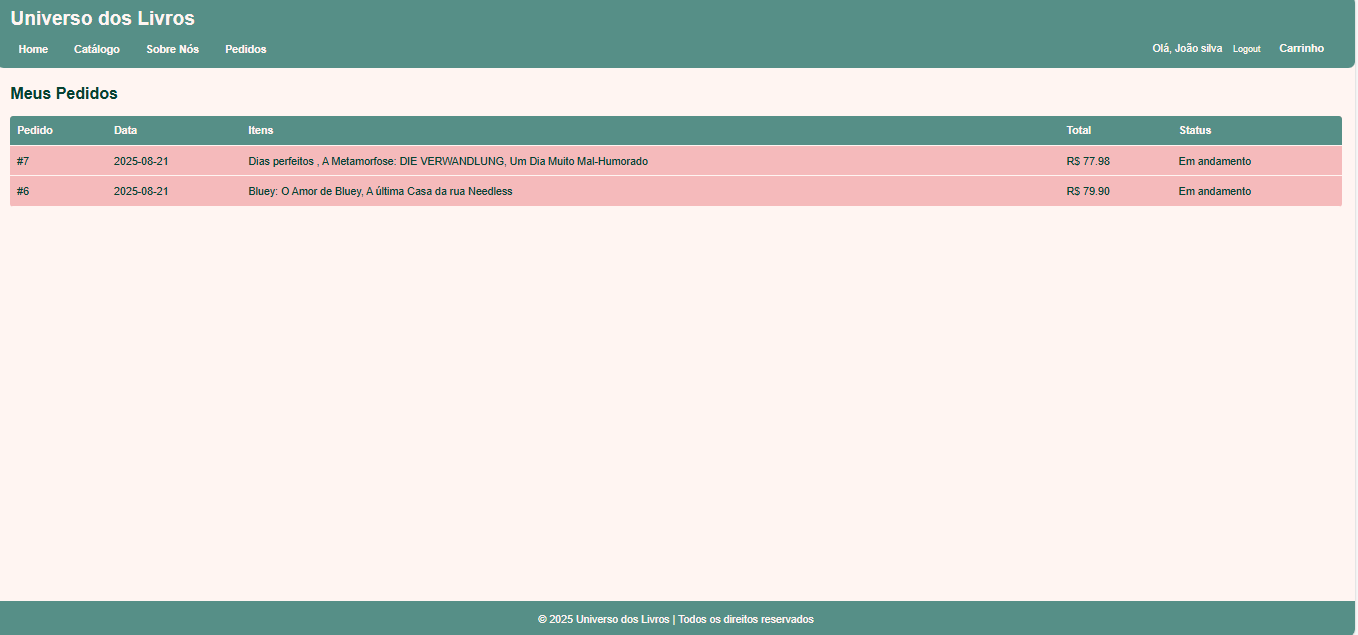 Universo dos Livros
Home Catálogo Sobre Nós Pedidos Olá, João silva Logout Carrinho
Meus Pedidos
Pedido Data Itens Total Status
#7 2025-08-21 Dias perfeitos , A Metamorfose: DIE VERWANDLUNG, Um Dia Muito Mal-Humorado R$ 77.98 Em andamento
#6 2025-08-21 Bluey: O Amor de Bluey, A última Casa da rua Needless R$ 79.90 Em andamento
© 2025 Universo dos Livros | Todos os direitos reservados